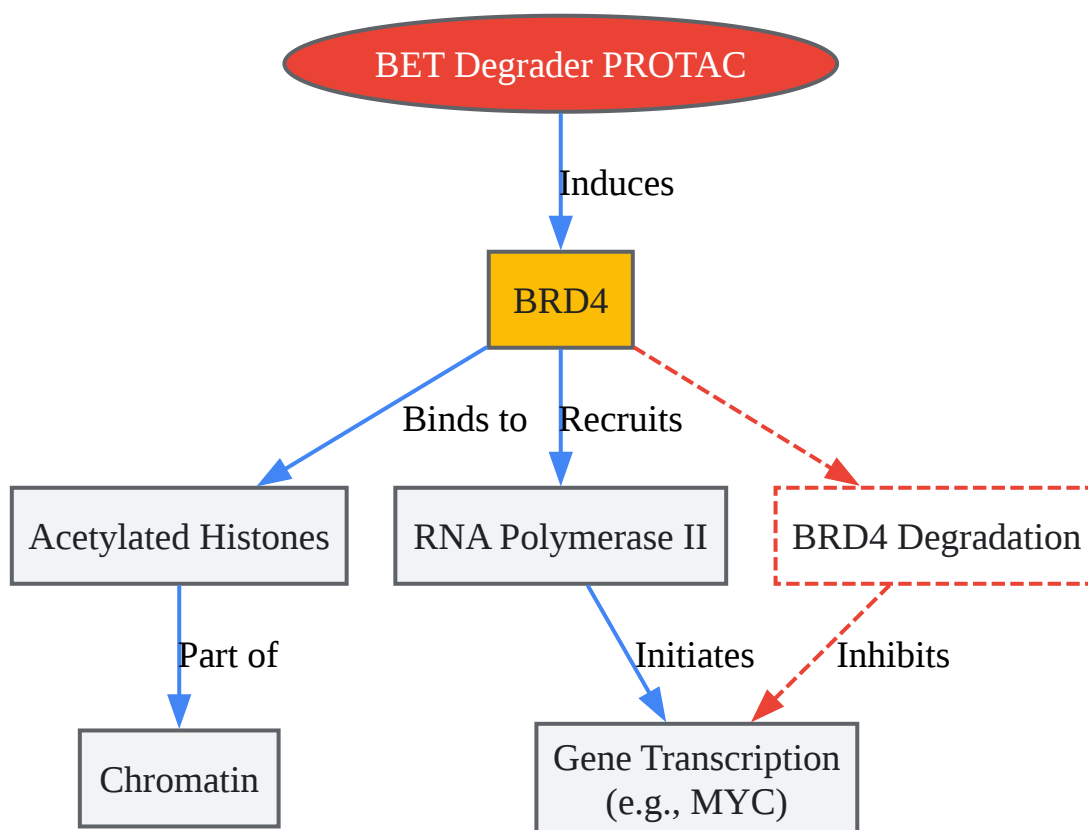 BET Degrader PROTAC
Induces
BRD4
Binds to
Recruits
Acetylated Histones
RNA Polymerase II
BRD4 Degradation
Part of
Initiates
Inhibits
Chromatin
Gene Transcription
(e.g., MYC)